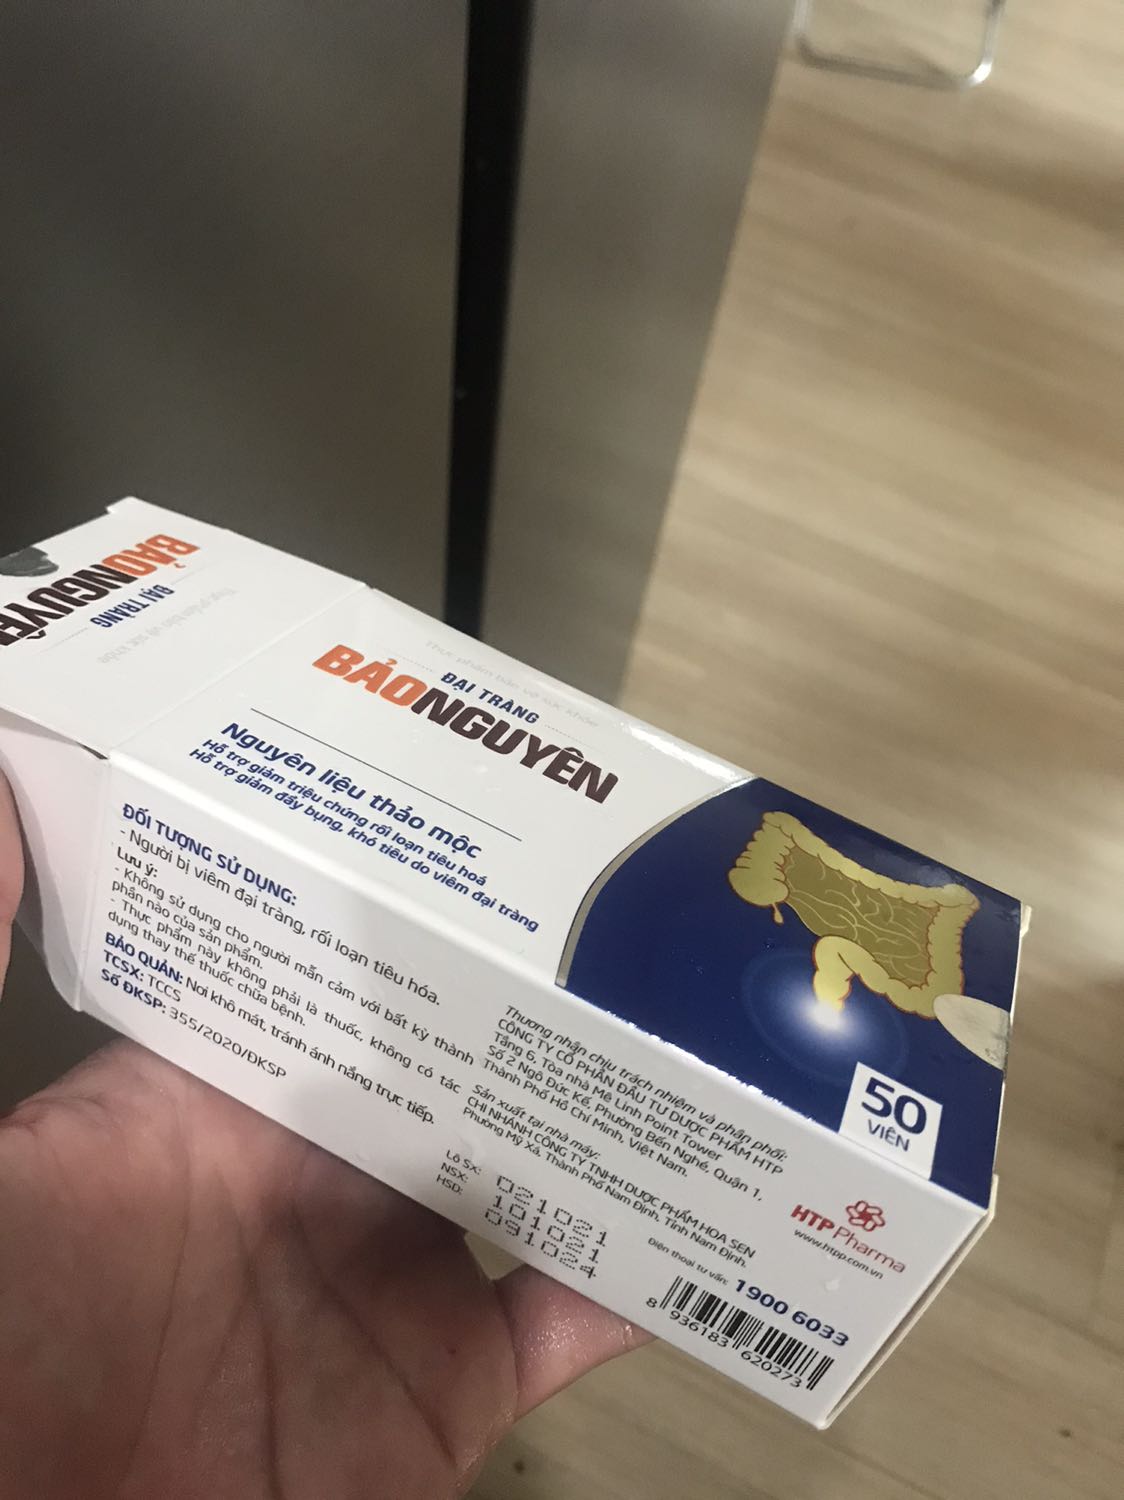 BẢONGUYÊN
ĐẠI TRÀNG
Thực phẩm bảo vệ sức khỏe
Thực phẩm bảo vệ sức khỏe
ĐẠI TRÀNG
BẢONGUYÊN
Nguyên liệu thảo mộc
Hỗ trợ giảm triệu chứng rối loạn tiêu hoá
Hỗ trợ giảm đầy bụng, khó tiêu do viêm đại tràng
50
VIÊN
ĐỐI TƯỢNG SỬ DỤNG:
- Người bị viêm đại tràng, rối loạn tiêu hóa.
Lưu ý:
- Không sử dụng cho người mẫn cảm với bất kỳ thành
phần nào của sản phẩm.
- Thực phẩm này không phải là thuốc, không có tác
dụng thay thế thuốc chữa bệnh.
BẢO QUẢN: Nơi khô mát, tránh ánh nắng trực tiếp.
TCSX: TCCS
Số ĐKSP: 355/2020/ĐKSP
Thương nhân chịu trách nhiệm và phân phối:
CÔNG TY CỔ PHẦN ĐẦU TƯ DƯỢC PHẨM HTP
Tầng 6, Tòa nhà Mê Linh Point Tower
Số 2 Ngô Đức Kế, Phường Bến Nghé, Quận 1,
Thành Phố Hồ Chí Minh, Việt Nam.
Sản xuất tại nhà máy:
CHI NHÁNH CÔNG TY TNHH DƯỢC PHẨM HOA SEN
Phường Mỹ Xá, Thành Phố Nam Định, Tỉnh Nam Định.
Lô SX: 021021
NSX: 101021
HSD: 091024
HTP Pharma
www.htpp.com.vn
Điện thoại tư vấn: 1900 6033
8 936183 620273